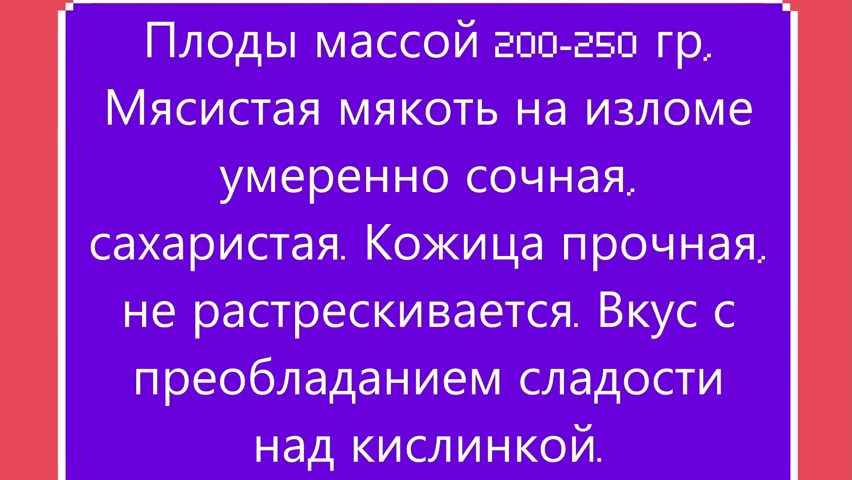 Плоды массой 200-250 гр,
Мясистая мякоть на изломе
умеренно сочная,
сахаристая. Кожица прочная,
не растрескивается. Вкус с
преобладанием сладости
над кислинкой.